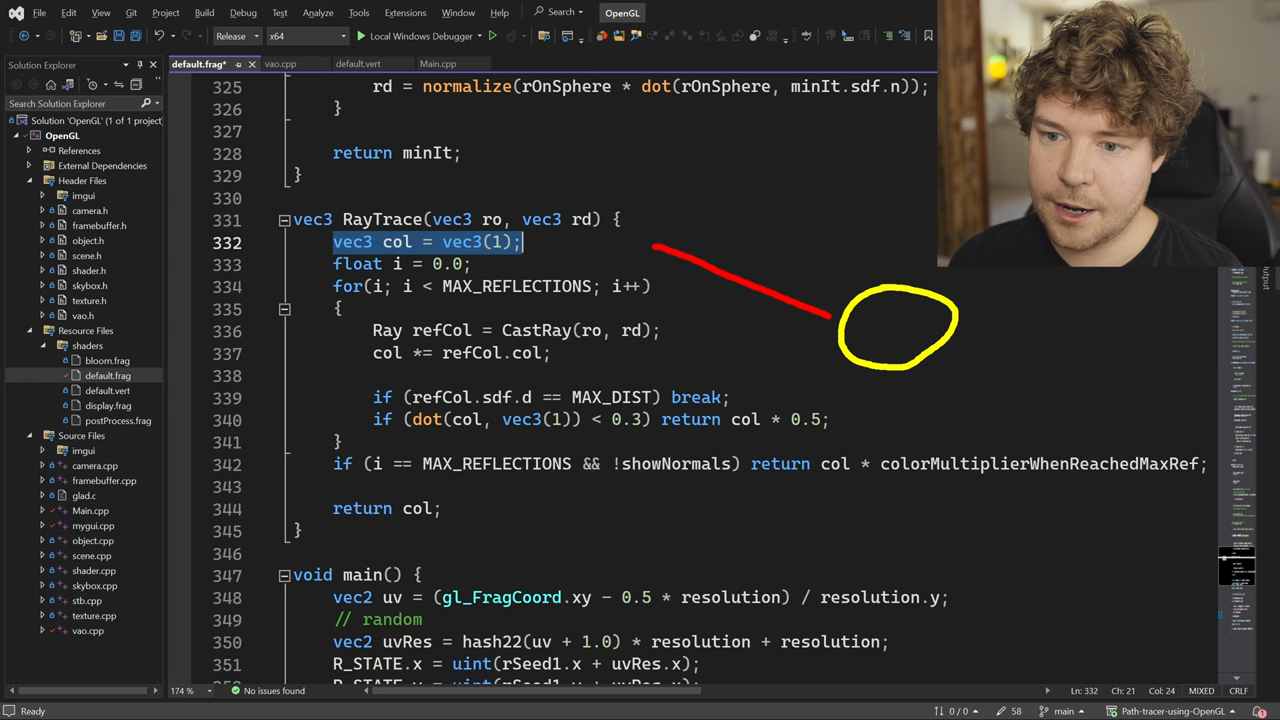 File Edit View Git Project Build Debug Test Analyze Tools Extensions Window Help Search OpenGL
Release x64 Local Windows Debugger
Solution Explorer
default.frag* vao.cpp default.vert Main.cpp
Search Solution Explorer
Solution 'OpenGL' (1 of 1 project)
OpenGL
References
External Dependencies
Header Files
imgui
camera.h
framebuffer.h
object.h
scene.h
shader.h
skybox.h
texture.h
vao.h
Resource Files
shaders
bloom.frag
default.frag
default.vert
display.frag
postProcess.frag
Source Files
imgui
camera.cpp
framebuffer.cpp
glad.c
Main.cpp
mygui.cpp
object.cpp
scene.cpp
shader.cpp
skybox.cpp
stb.cpp
texture.cpp
vao.cpp
325 rd = normalize(rOnSphere * dot(rOnSphere, minIt.sdf.n));
326 }
327
328 return minIt;
329 }
330
331 vec3 RayTrace(vec3 ro, vec3 rd) {
332 vec3 col = vec3(1);
333 float i = 0.0;
334 for(i; i < MAX_REFLECTIONS; i++)
335 {
336 Ray refCol = CastRay(ro, rd);
337 col *= refCol.col;
338
339 if (refCol.sdf.d == MAX_DIST) break;
340 if (dot(col, vec3(1)) < 0.3) return col * 0.5;
341 }
342 if (i == MAX_REFLECTIONS && !showNormals) return col * colorMultiplierWhenReachedMaxRef;
343
344 return col;
345 }
346
347 void main() {
348 vec2 uv = (gl_FragCoord.xy - 0.5 * resolution) / resolution.y;
349 // random
350 vec2 uvRes = hash22(uv + 1.0) * resolution + resolution;
351 R_STATE.x = uint(rSeed1.x + uvRes.x);
Output
174 % No issues found Ln: 332 Ch: 21 Col: 24 MIXED CRLF
Ready 0 / 0 58 main Path-tracer-using-OpenGL 1